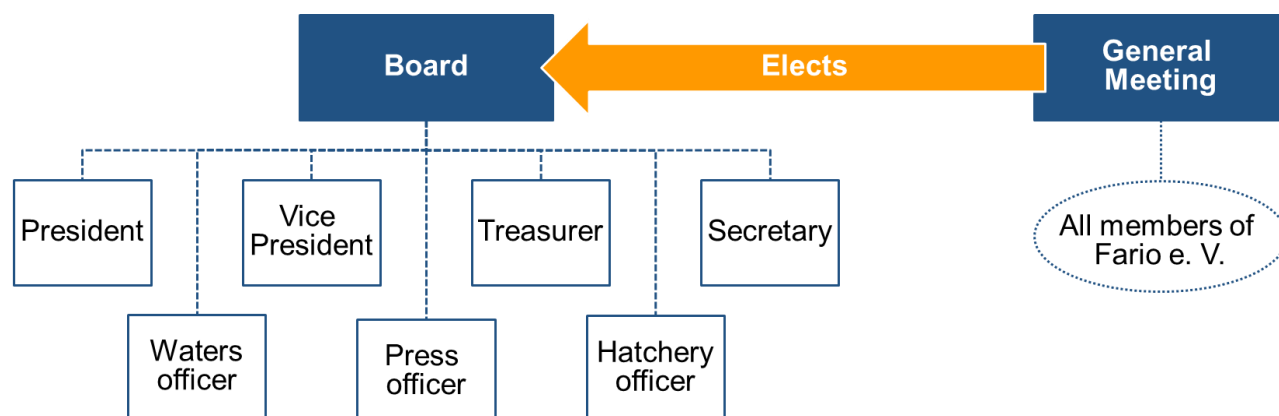 Board
Elects
General
Meeting
President
Vice
President
Treasurer
Secretary
All members of
Fario e. V.
Waters
officer
Press
officer
Hatchery
officer